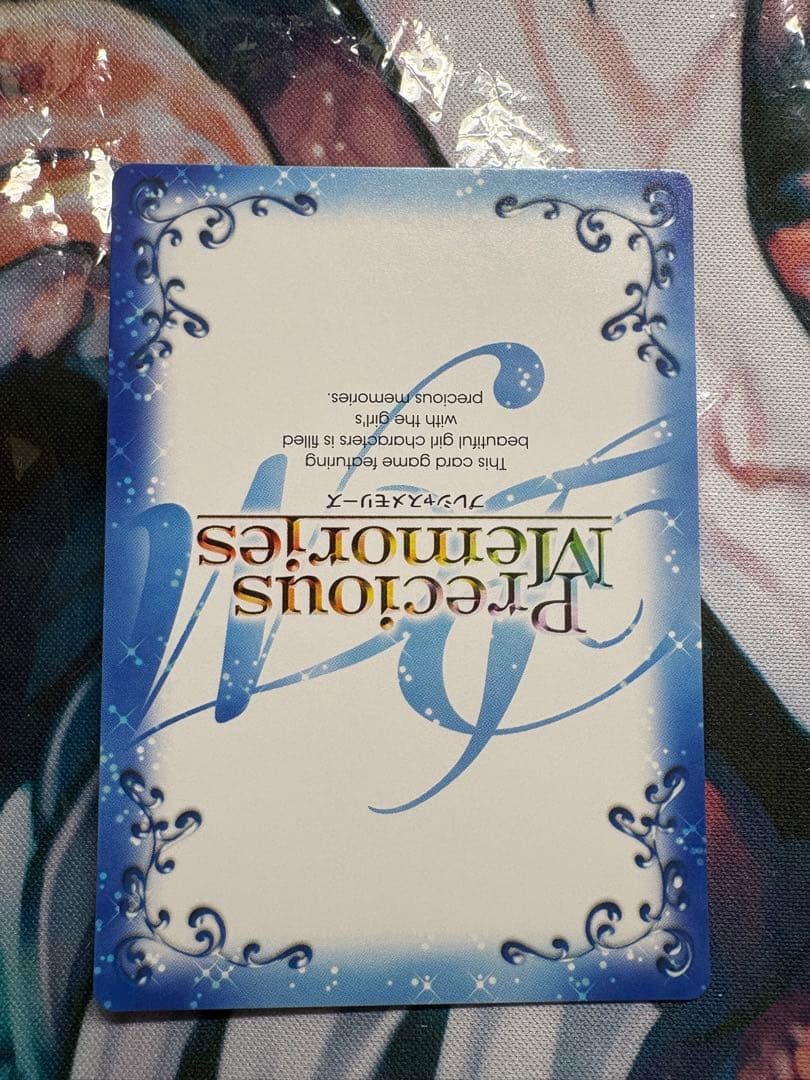 Precious
Memories
プレシャスメモリーズ
This card game featuring
beautiful girl characters is filled
with the girl's
precious memories.